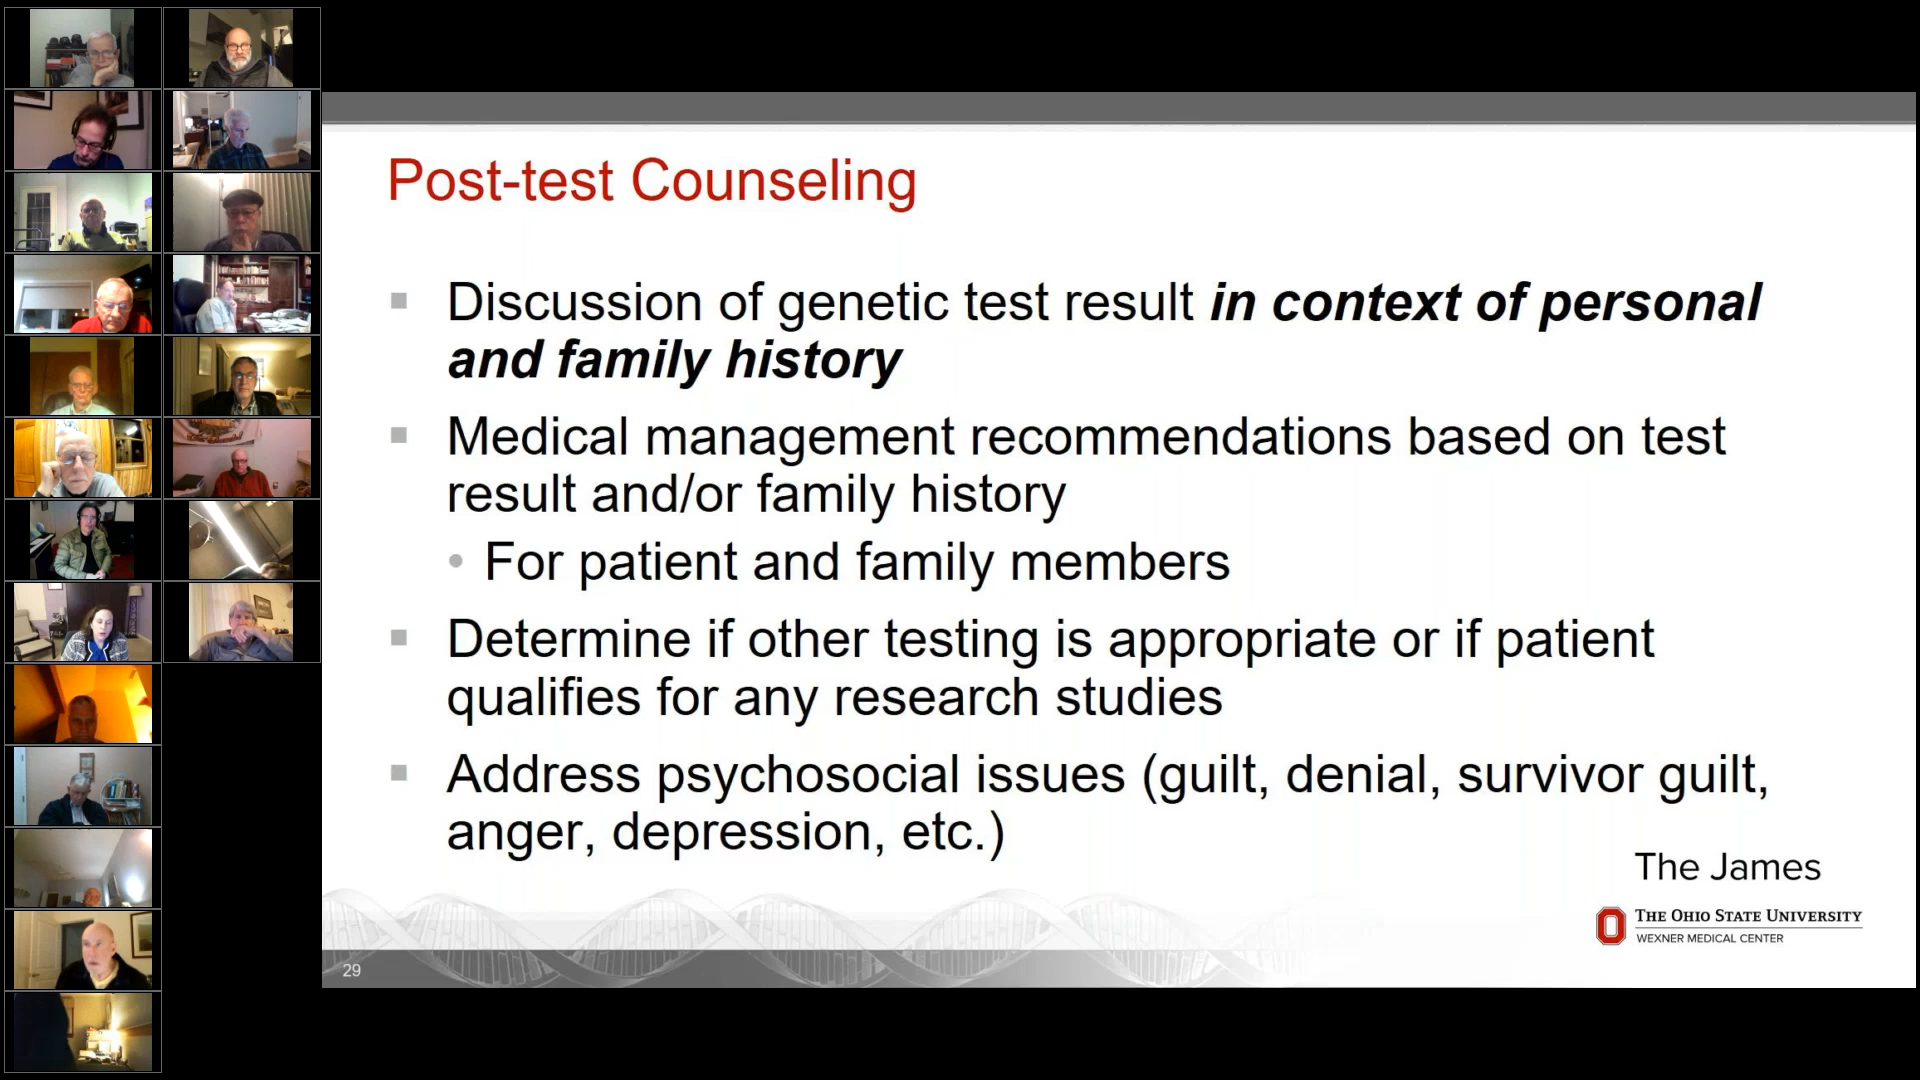 Post-test Counseling
Discussion of genetic test result in context of personal
and family history
Medical management recommendations based on test
result and/or family history
For patient and family members
Determine if other testing is appropriate or if patient
qualifies for any research studies
Address psychosocial issues (guilt, denial, survivor guilt,
anger, depression, etc.)
The James
THE OHIO STATE UNIVERSITY
WEXNER MEDICAL CENTER
29